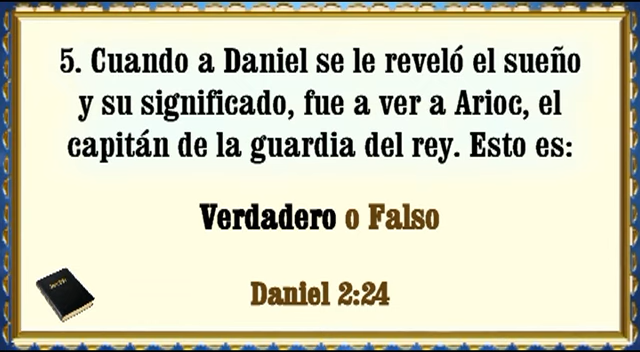 5. Cuando a Daniel se le reveló el sueño
y su significado, fue a ver a Arioc, el
capitán de la guardia del rey. Esto es:
Verdadero o Falso
Daniel 2:24